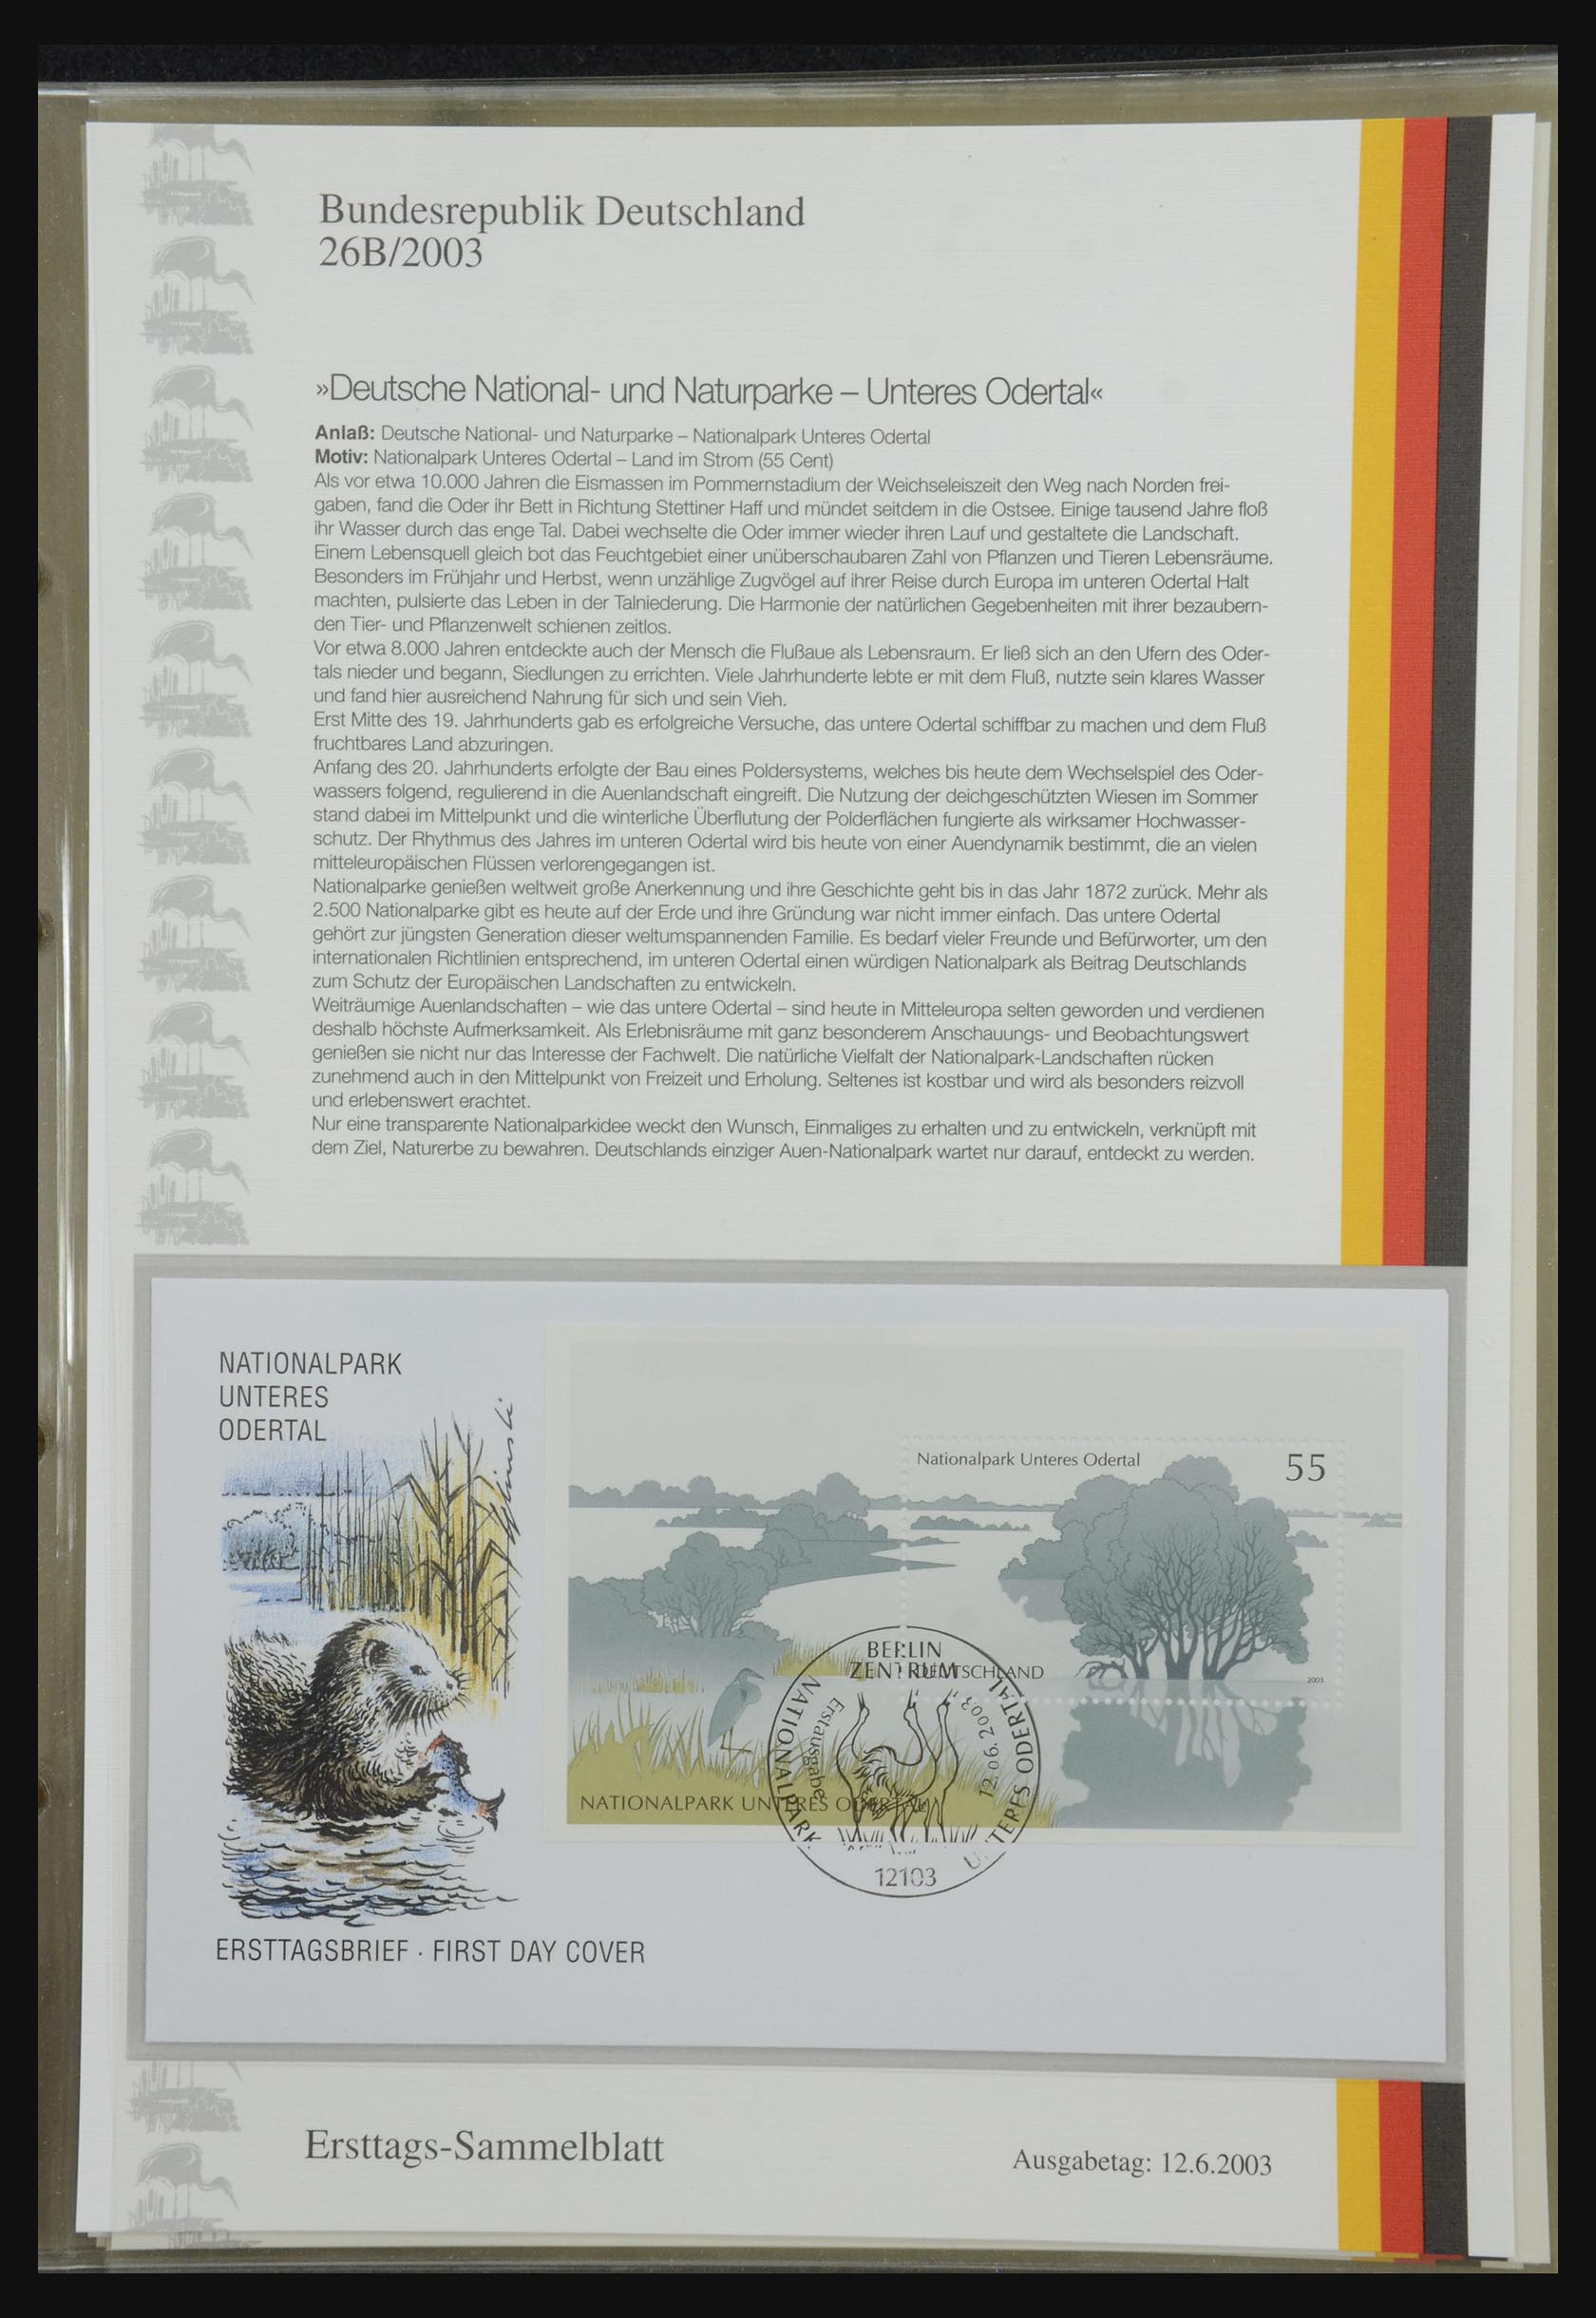 Bundesrepublik Deutschland
26B/2003
»Deutsche National- und Naturparke – Unteres Odertal«
Anlaß: Deutsche National- und Naturparke – Nationalpark Unteres Odertal
Motiv: Nationalpark Unteres Odertal – Land im Strom (55 Cent)
Als vor etwa 10.000 Jahren die Eismassen im Pommernstadium der Weichseleiszeit den Weg nach Norden frei-
gaben, fand die Oder ihr Bett in Richtung Stettiner Haff und mündet seitdem in die Ostsee. Einige tausend Jahre floß
ihr Wasser durch das enge Tal. Dabei wechselte die Oder immer wieder ihren Lauf und gestaltete die Landschaft.
Einem Lebensquell gleich bot das Feuchtgebiet einer unüberschaubaren Zahl von Pflanzen und Tieren Lebensräume.
Besonders im Frühjahr und Herbst, wenn unzählige Zugvögel auf ihrer Reise durch Europa im unteren Odertal Halt
machten, pulsierte das Leben in der Talniederung. Die Harmonie der natürlichen Gegebenheiten mit ihrer bezaubern-
den Tier- und Pflanzenwelt schienen zeitlos.
Vor etwa 8.000 Jahren entdeckte auch der Mensch die Flußaue als Lebensraum. Er ließ sich an den Ufern des Oder-
tals nieder und begann, Siedlungen zu errichten. Viele Jahrhunderte lebte er mit dem Fluß, nutzte sein klares Wasser
und fand hier ausreichend Nahrung für sich und sein Vieh.
Erst Mitte des 19. Jahrhunderts gab es erfolgreiche Versuche, das untere Odertal schiffbar zu machen und dem Fluß
fruchtbares Land abzuringen.
Anfang des 20. Jahrhunderts erfolgte der Bau eines Poldersystems, welches bis heute dem Wechselspiel des Oder-
wassers folgend, regulierend in die Auenlandschaft eingreift. Die Nutzung der deichgeschützten Wiesen im Sommer
stand dabei im Mittelpunkt und die winterliche Überflutung der Polderflächen fungierte als wirksamer Hochwasser-
schutz. Der Rhythmus des Jahres im unteren Odertal wird bis heute von einer Auendynamik bestimmt, die an vielen
mitteleuropäischen Flüssen verlorengegangen ist.
Nationalparke genießen weltweit große Anerkennung und ihre Geschichte geht bis in das Jahr 1872 zurück. Mehr als
2.500 Nationalparke gibt es heute auf der Erde und ihre Gründung war nicht immer einfach. Das untere Odertal
gehört zur jüngsten Generation dieser weltumspannenden Familie. Es bedarf vieler Freunde und Befürworter, um den
internationalen Richtlinien entsprechend, im unteren Odertal einen würdigen Nationalpark als Beitrag Deutschlands
zum Schutz der Europäischen Landschaften zu entwickeln.
Weiträumige Auenlandschaften – wie das untere Odertal – sind heute in Mitteleuropa selten geworden und verdienen
deshalb höchste Aufmerksamkeit. Als Erlebnisräume mit ganz besonderem Anschauungs- und Beobachtungswert
genießen sie nicht nur das Interesse der Fachwelt. Die natürliche Vielfalt der Nationalpark-Landschaften rücken
zunehmend auch in den Mittelpunkt von Freizeit und Erholung. Seltenes ist kostbar und wird als besonders reizvoll
und erlebenswert erachtet.
Nur eine transparente Nationalparkidee weckt den Wunsch, Einmaliges zu erhalten und zu entwickeln, verknüpft mit
dem Ziel, Naturerbe zu bewahren. Deutschlands einziger Auen-Nationalpark wartet nur darauf, entdeckt zu werden.
NATIONALPARK
UNTERES
ODERTAL
Nationalpark Unteres Odertal
55
DEUTSCHLAND
2003
BERLIN
ZENTRUM
NATIONALPARK UNTERES ODERTAL
Erstausgabe
12.06.2003
12103
NATIONALPARK UNTERES ODERTAL
ERSTTAGSBRIEF · FIRST DAY COVER
Ersttags-Sammelblatt
Ausgabetag: 12.6.2003